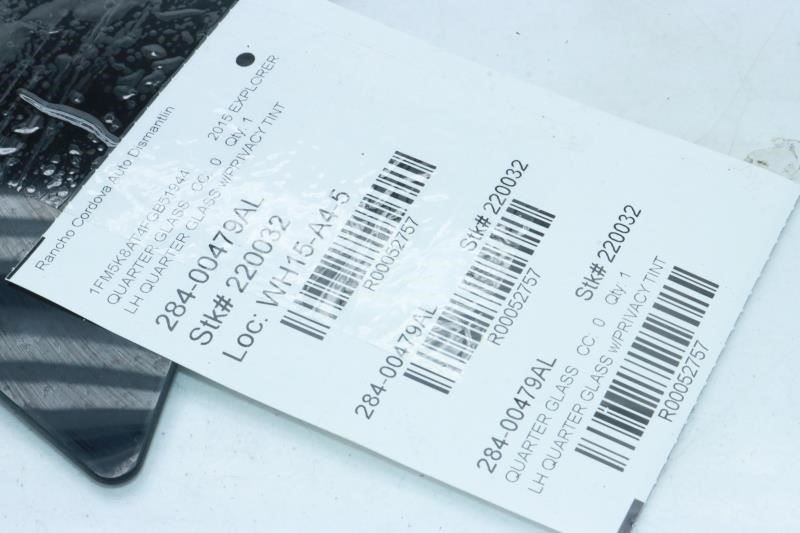 Rancho Cordova Auto Dismantlin
1FM5K8AT4FGB51944 2015 EXPLORER
QUARTER GLASS CC: 0 Qty. 1
LH QUARTER GLASS w/PRIVACY TINT
284-00479AL
Stk# 220032
Loc: WH15-A4-5
R00052757
284-00479AL Stk# 220032
R00052757
284-00479AL Stk# 220032
QUARTER GLASS CC: 0 Qty. 1
LH QUARTER GLASS w/PRIVACY TINT
R00052757